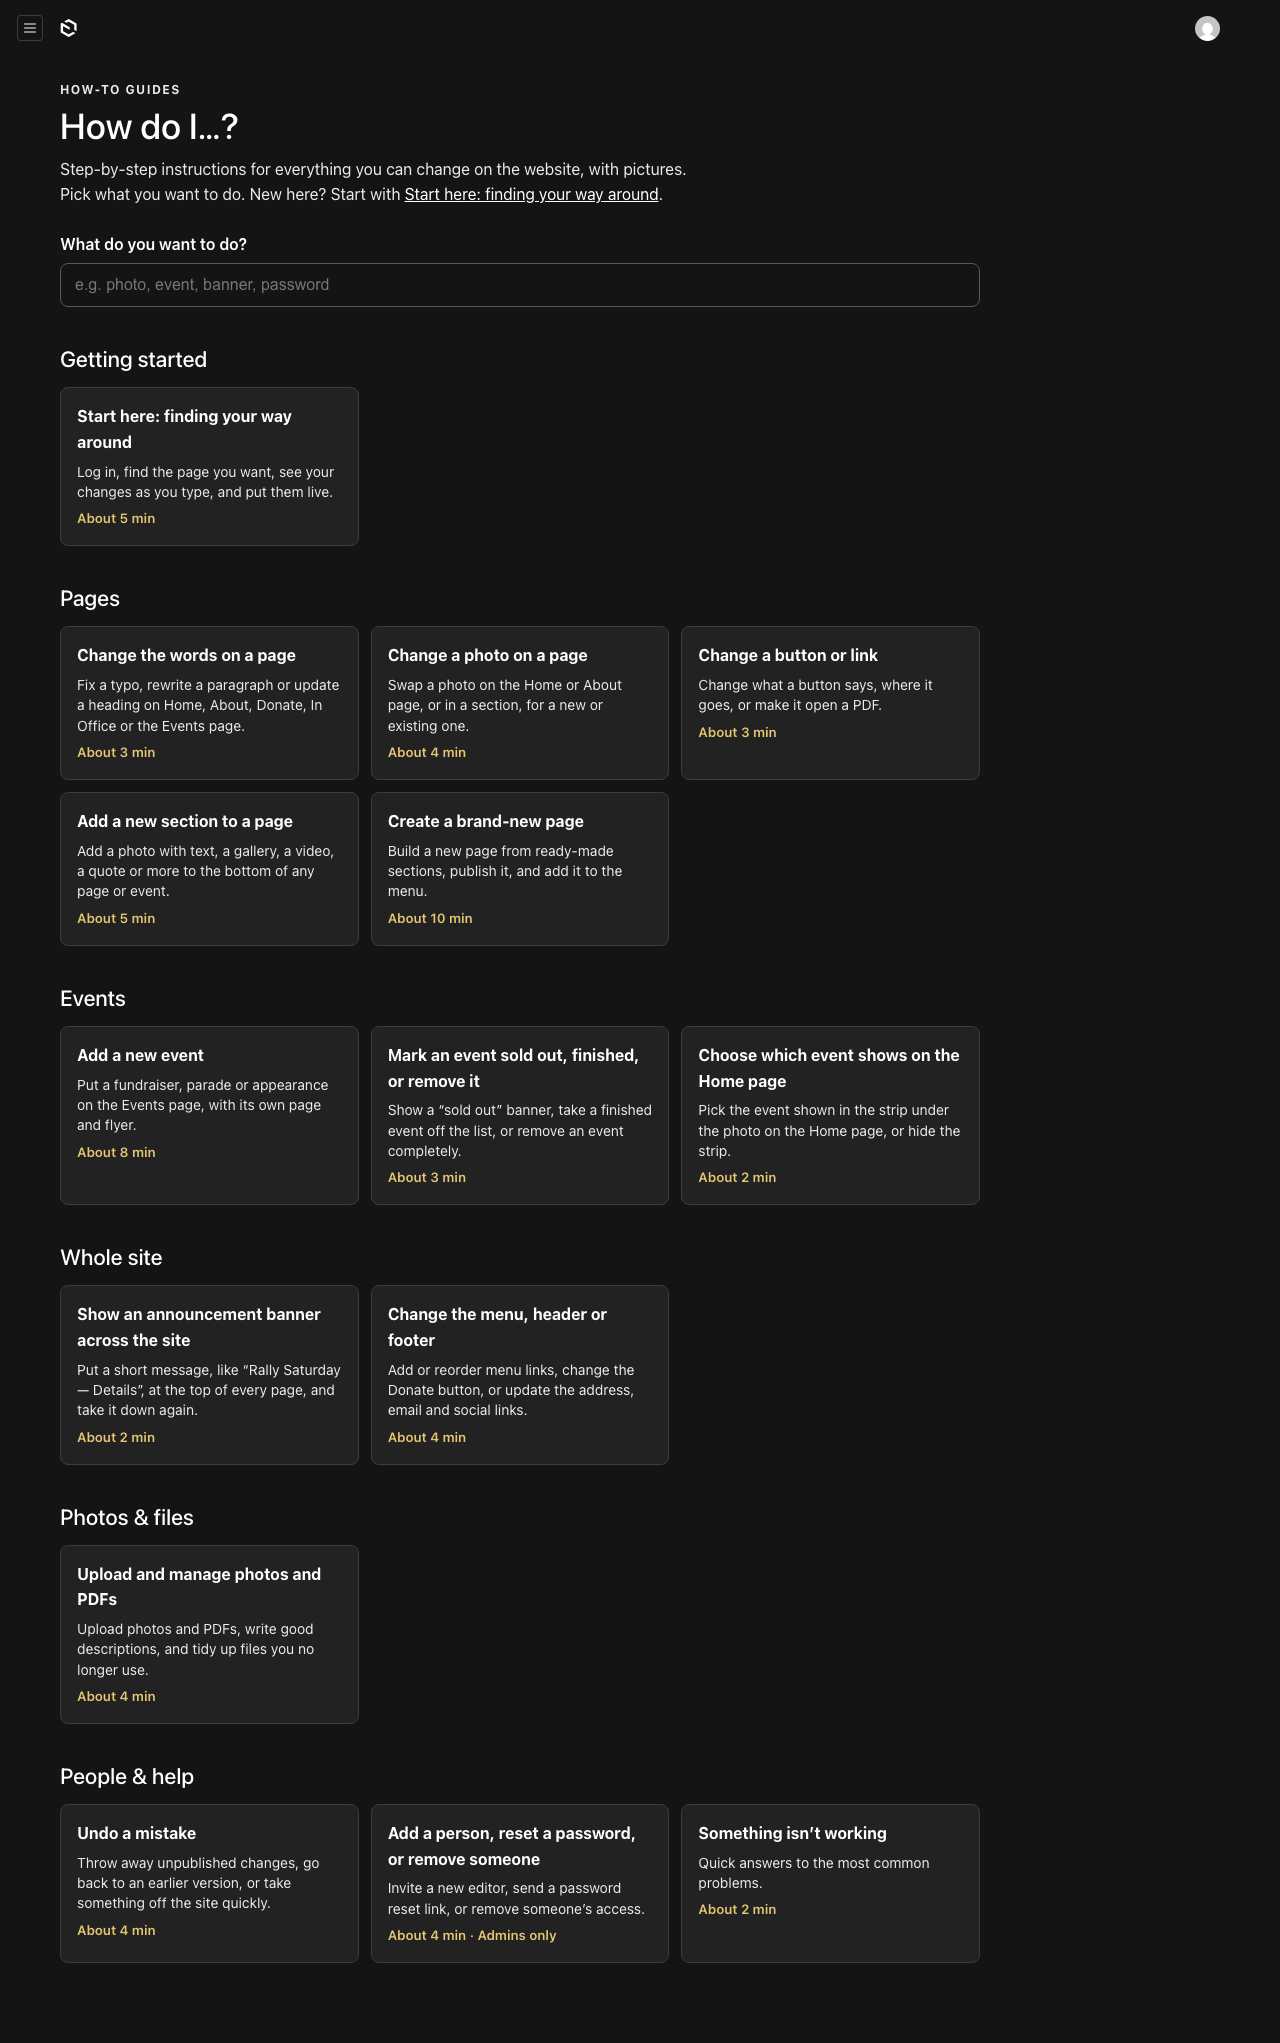 HOW-TO GUIDES
How do I...?
Step-by-step instructions for everything you can change on the website, with pictures.
Pick what you want to do. New here? Start with Start here: finding your way around.
What do you want to do?
e.g. photo, event, banner, password
Getting started
Start here: finding your way
around
Log in, find the page you want, see your
changes as you type, and put them live.
About 5 min
Pages
Change the words on a page
Fix a typo, rewrite a paragraph or update
a heading on Home, About, Donate, In
Office or the Events page.
About 3 min
Change a photo on a page
Swap a photo on the Home or About
page, or in a section, for a new or
existing one.
About 4 min
Change a button or link
Change what a button says, where it
goes, or make it open a PDF.
About 3 min
Add a new section to a page
Add a photo with text, a gallery, a video,
a quote or more to the bottom of any
page or event.
About 5 min
Create a brand-new page
Build a new page from ready-made
sections, publish it, and add it to the
menu.
About 10 min
Events
Add a new event
Put a fundraiser, parade or appearance
on the Events page, with its own page
and flyer.
About 8 min
Mark an event sold out, finished,
or remove it
Show a “sold out” banner, take a finished
event off the list, or remove an event
completely.
About 3 min
Choose which event shows on the
Home page
Pick the event shown in the strip under
the photo on the Home page, or hide the
strip.
About 2 min
Whole site
Show an announcement banner
across the site
Put a short message, like “Rally Saturday
— Details”, at the top of every page, and
take it down again.
About 2 min
Change the menu, header or
footer
Add or reorder menu links, change the
Donate button, or update the address,
email and social links.
About 4 min
Photos & files
Upload and manage photos and
PDFs
Upload photos and PDFs, write good
descriptions, and tidy up files you no
longer use.
About 4 min
People & help
Undo a mistake
Throw away unpublished changes, go
back to an earlier version, or take
something off the site quickly.
About 4 min
Add a person, reset a password,
or remove someone
Invite a new editor, send a password
reset link, or remove someone’s access.
About 4 min · Admins only
Something isn’t working
Quick answers to the most common
problems.
About 2 min